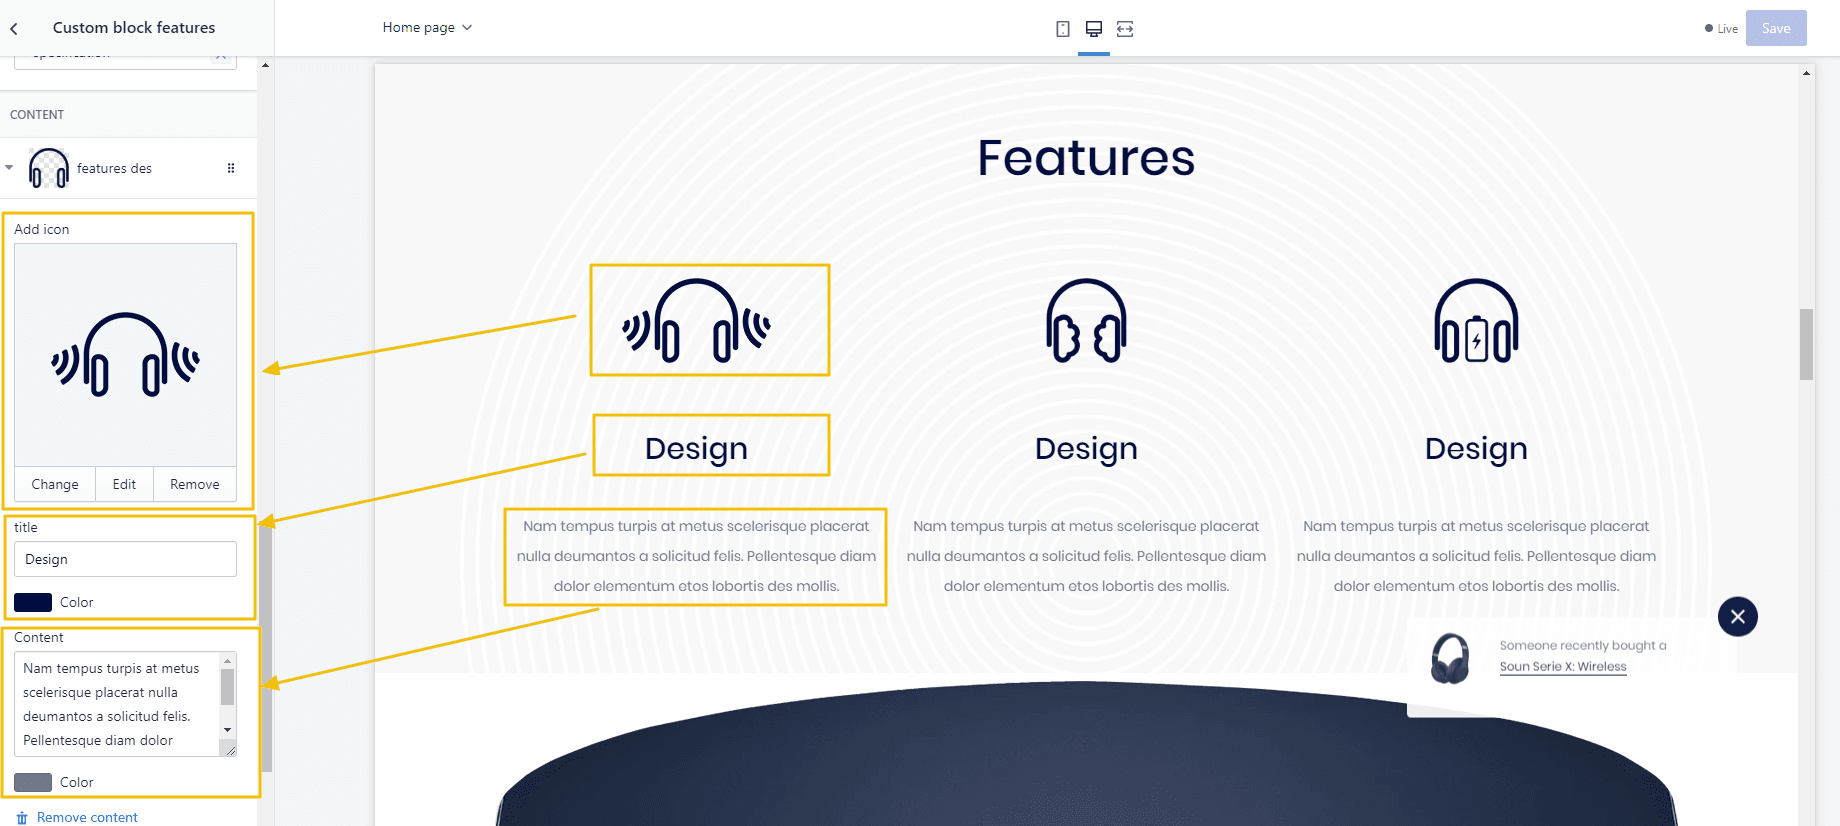 Custom block features
Home page
Live
Save
CONTENT
features des
Add icon
Change
Edit
Remove
title
Design
Color
Content
Nam tempus turpis at metus
scelerisque placerat nulla
deumantos a solicitud felis.
Pellentesque diam dolor
Color
Remove content
Features
Design
Nam tempus turpis at metus scelerisque placerat
nulla deumantos a solicitud felis. Pellentesque diam
dolor elementum etos lobortis des mollis.
Design
Nam tempus turpis at metus scelerisque placerat
nulla deumantos a solicitud felis. Pellentesque diam
dolor elementum etos lobortis des mollis.
Design
Nam tempus turpis at metus scelerisque placerat
nulla deumantos a solicitud felis. Pellentesque diam
dolor elementum etos lobortis des mollis.
Someone recently bought a
Soun Serie X: Wireless